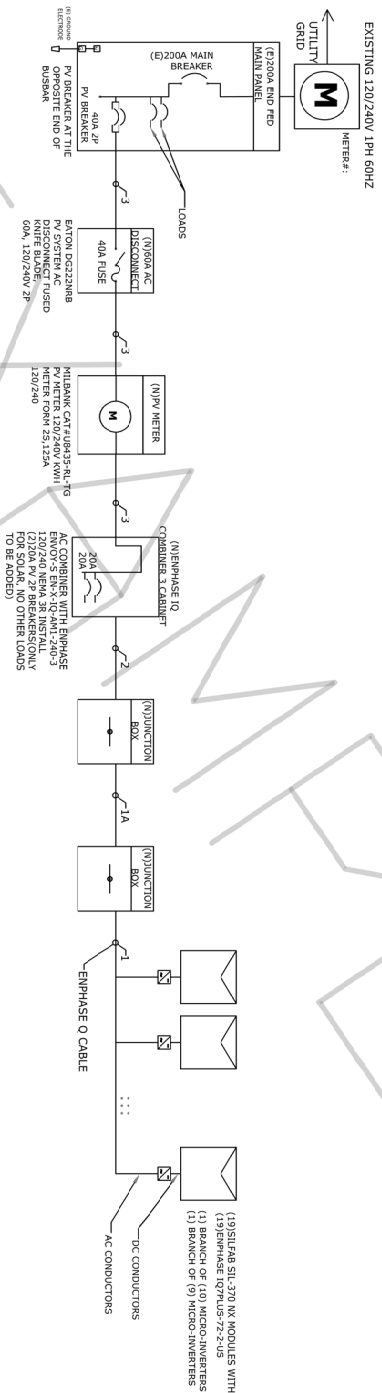 EXISTING 120/240V 1PH 60HZ
UTILITY
GRID
M
METER#:
(E)200A END FED
MAIN PANEL
(E)200A MAIN
BREAKER
LOADS
40A 2P
PV BREAKER
(E) GROUND
ELECTRODE
PV BREAKER AT THE
OPPOSITE END OF
BUSBAR
3
(N)60A AC
DISCONNECT
40A FUSE
EATON DG222NRB
PV SYSTEM AC
DISCONNECT FUSED
KNIFE BLADE,
60A, 120/240V 2P
3
(N)PV METER
M
MILBANK CAT#U8435-RL-TG
PV METER 120/240V KWH
METER FORM 2S,125A
120/240
3
(N)ENPHASE IQ
COMBINER 3 CABINET
20A
20A
AC COMBINER WITH ENPHASE
ENVOY-S EN-X-IQ-AM1-240-3
120/240 NEMA 3R INSTALL
(2)20A PV 2P BREAKERS(ONLY
FOR SOLAR, NO OTHER LOADS
TO BE ADDED)
2
(N)JUNCTION
BOX
1A
(N)JUNCTION
BOX
1
ENPHASE Q CABLE
DC CONDUCTORS
AC CONDUCTORS
(19)SILFAB SIL-370 NX MODULES WITH
(19)ENPHASE IQ7PLUS-72-2-US
(1) BRANCH OF (10) MICRO-INVERTERS
(1) BRANCH OF (9) MICRO-INVERTERS